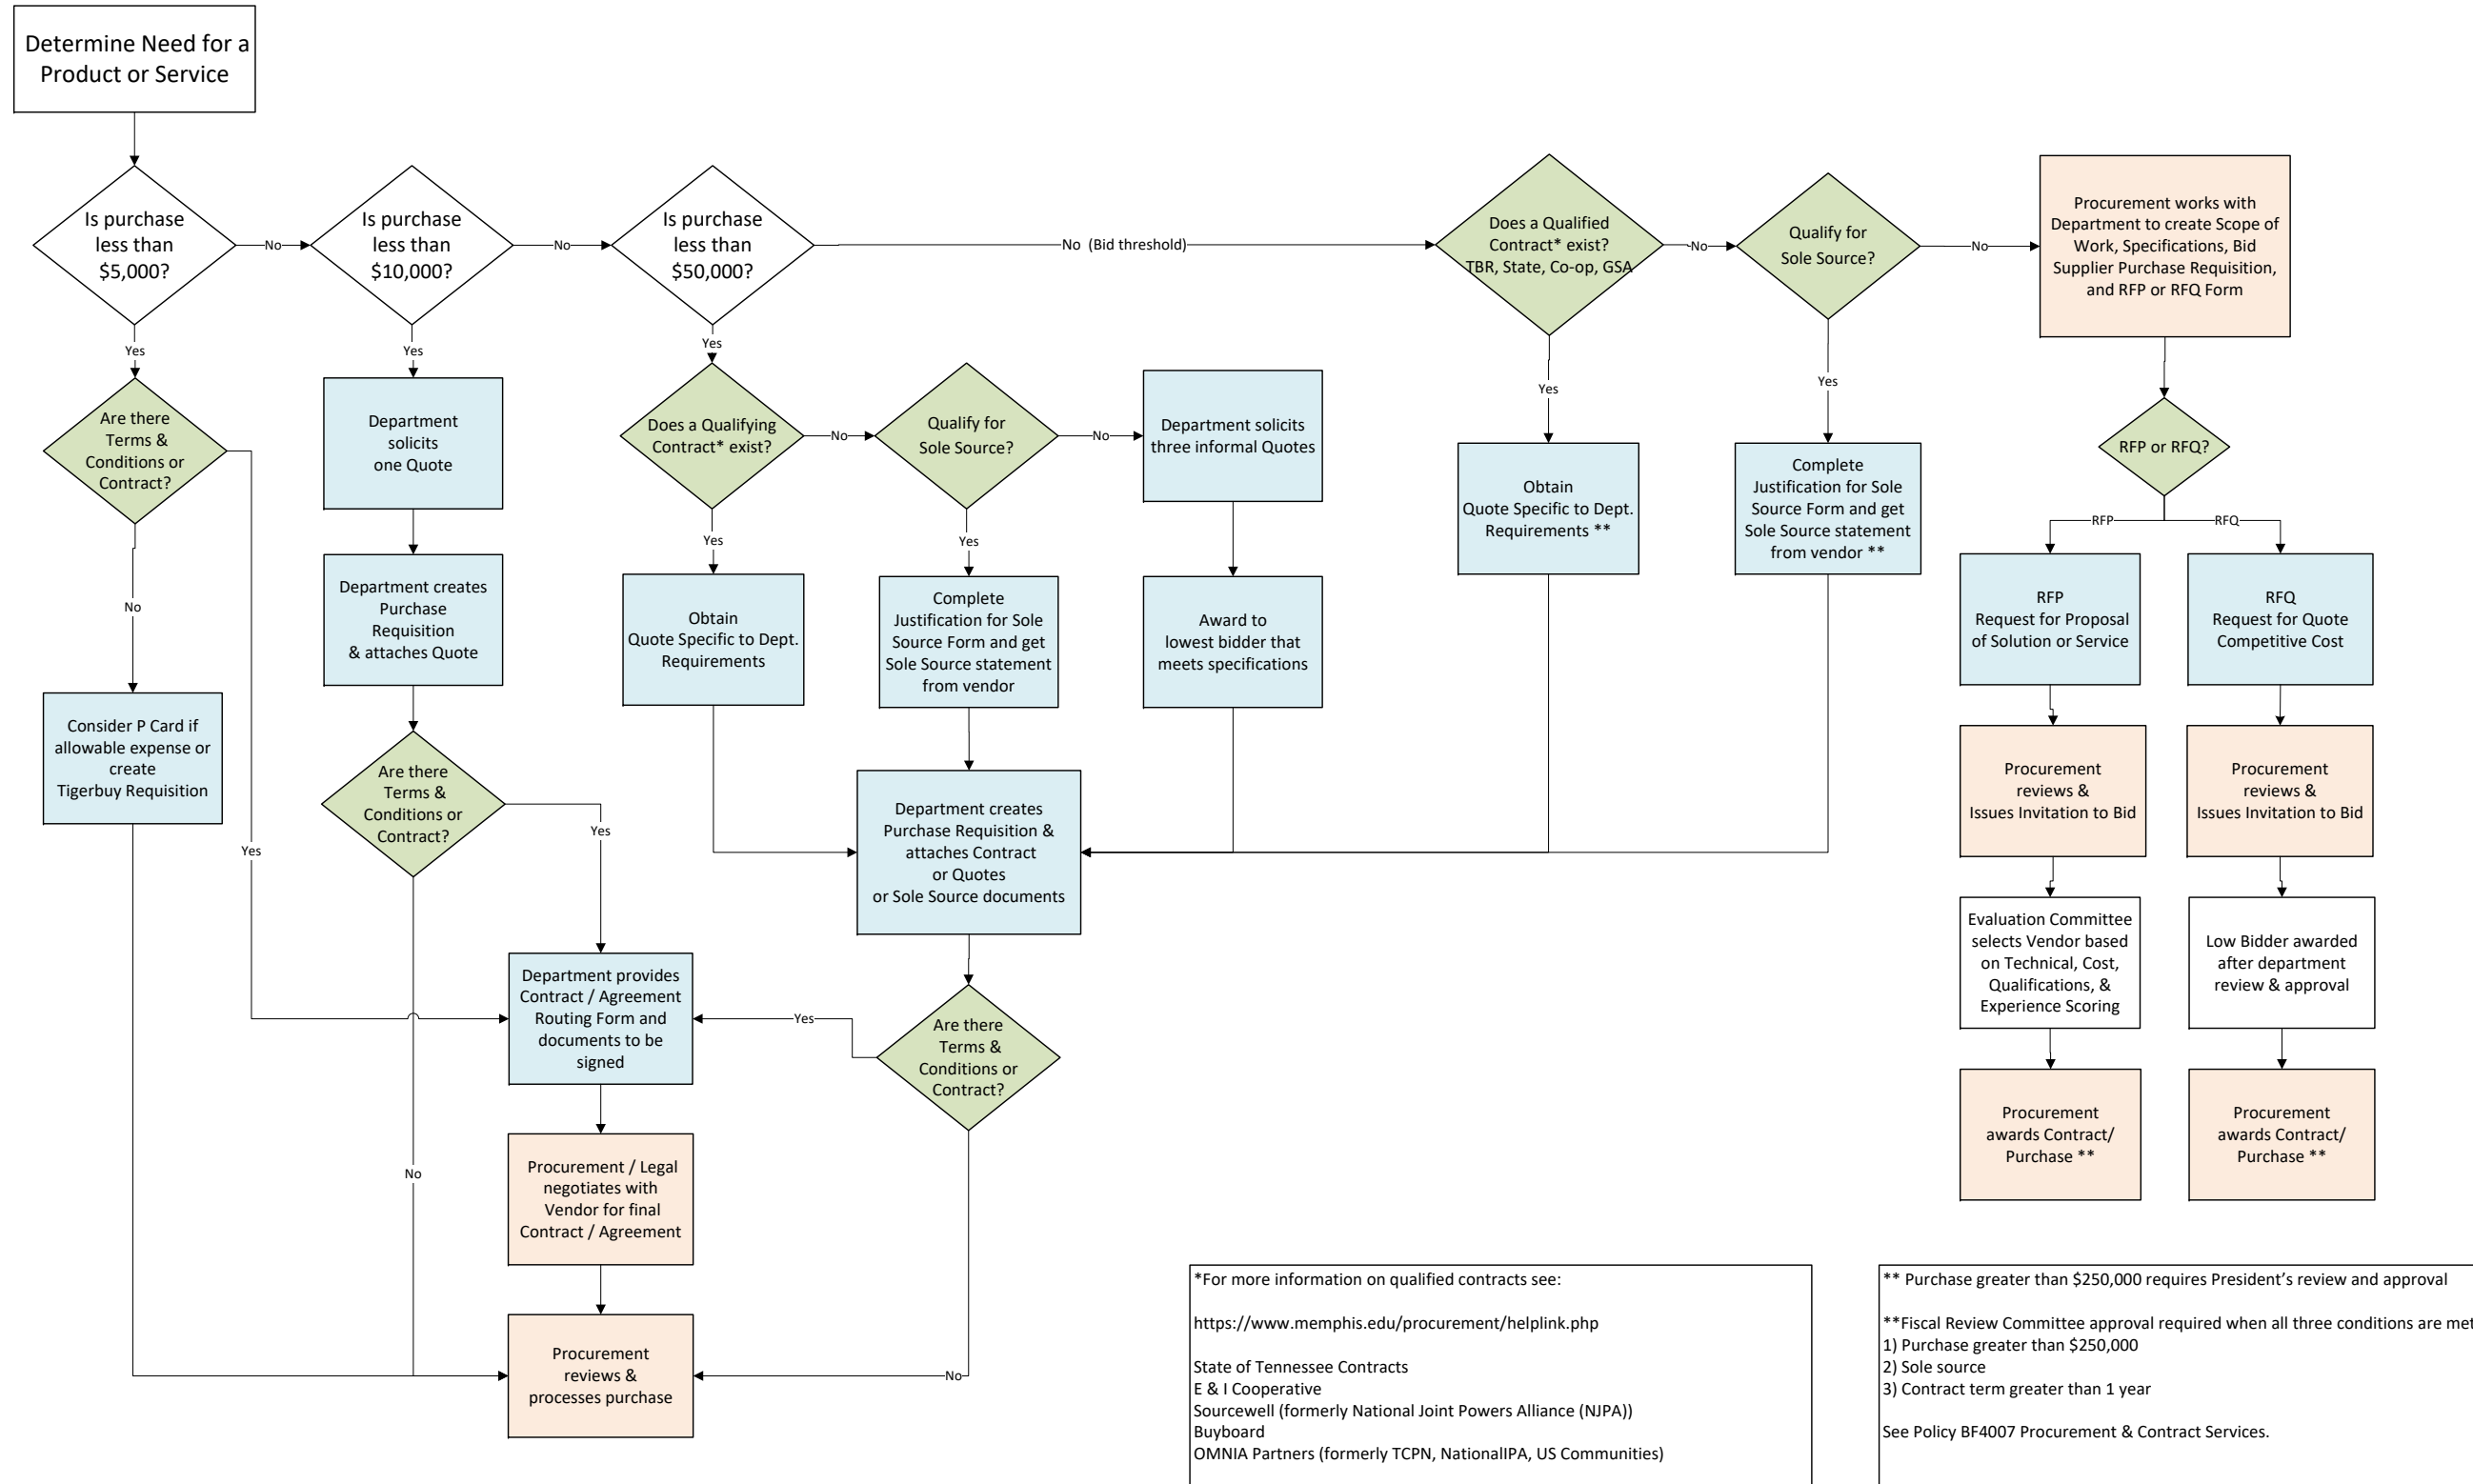 Determine Need for a
Product or Service
Is purchase
less than
$5,000?
No
Is purchase
less than
$10,000?
No
Is purchase
less than
$50,000?
No  (Bid threshold)
Does a Qualified
Contract* exist?
TBR, State, Co-op, GSA
No
Qualify for
Sole Source?
No
Procurement works with
Department to create Scope of
Work, Specifications, Bid
Supplier Purchase Requisition,
and RFP or RFQ Form
Yes
Yes
Yes
Yes
Yes
Are there
Terms &
Conditions or
Contract?
Department
solicits
one Quote
Does a Qualifying
Contract* exist?
No
Qualify for
Sole Source?
No
Department solicits
three informal Quotes
Obtain
Quote Specific to Dept.
Requirements **
Complete
Justification for Sole
Source Form and get
Sole Source statement
from vendor **
RFP or RFQ?
RFP
RFQ
No
Yes
Department creates
Purchase
Requisition
& attaches Quote
Yes
Yes
Obtain
Quote Specific to Dept.
Requirements
Complete
Justification for Sole
Source Form and get
Sole Source statement
from vendor
Award to
lowest bidder that
meets specifications
RFP
Request for Proposal
of Solution or Service
RFQ
Request for Quote
Competitive Cost
Consider P Card if
allowable expense or
create
Tigerbuy Requisition
Are there
Terms &
Conditions or
Contract?
Yes
No
Department creates
Purchase Requisition &
attaches Contract
or Quotes
or Sole Source documents
Procurement
reviews &
Issues Invitation to Bid
Procurement
reviews &
Issues Invitation to Bid
Department provides
Contract / Agreement
Routing Form and
documents to be
signed
Yes
Are there
Terms &
Conditions or
Contract?
No
Evaluation Committee
selects Vendor based
on Technical, Cost,
Qualifications, &
Experience Scoring
Low Bidder awarded
after department
review & approval
Procurement / Legal
negotiates with
Vendor for final
Contract / Agreement
Procurement
awards Contract/
Purchase **
Procurement
awards Contract/
Purchase **
Procurement
reviews &
processes purchase
*For more information on qualified contracts see:
https://www.memphis.edu/procurement/helplink.php
State of Tennessee Contracts
E & I Cooperative
Sourcewell (formerly National Joint Powers Alliance (NJPA))
Buyboard
OMNIA Partners (formerly TCPN, NationalIPA, US Communities)
** Purchase greater than $250,000 requires President’s review and approval
**Fiscal Review Committee approval required when all three conditions are met
1) Purchase greater than $250,000
2) Sole source
3) Contract term greater than 1 year
See Policy BF4007 Procurement & Contract Services.